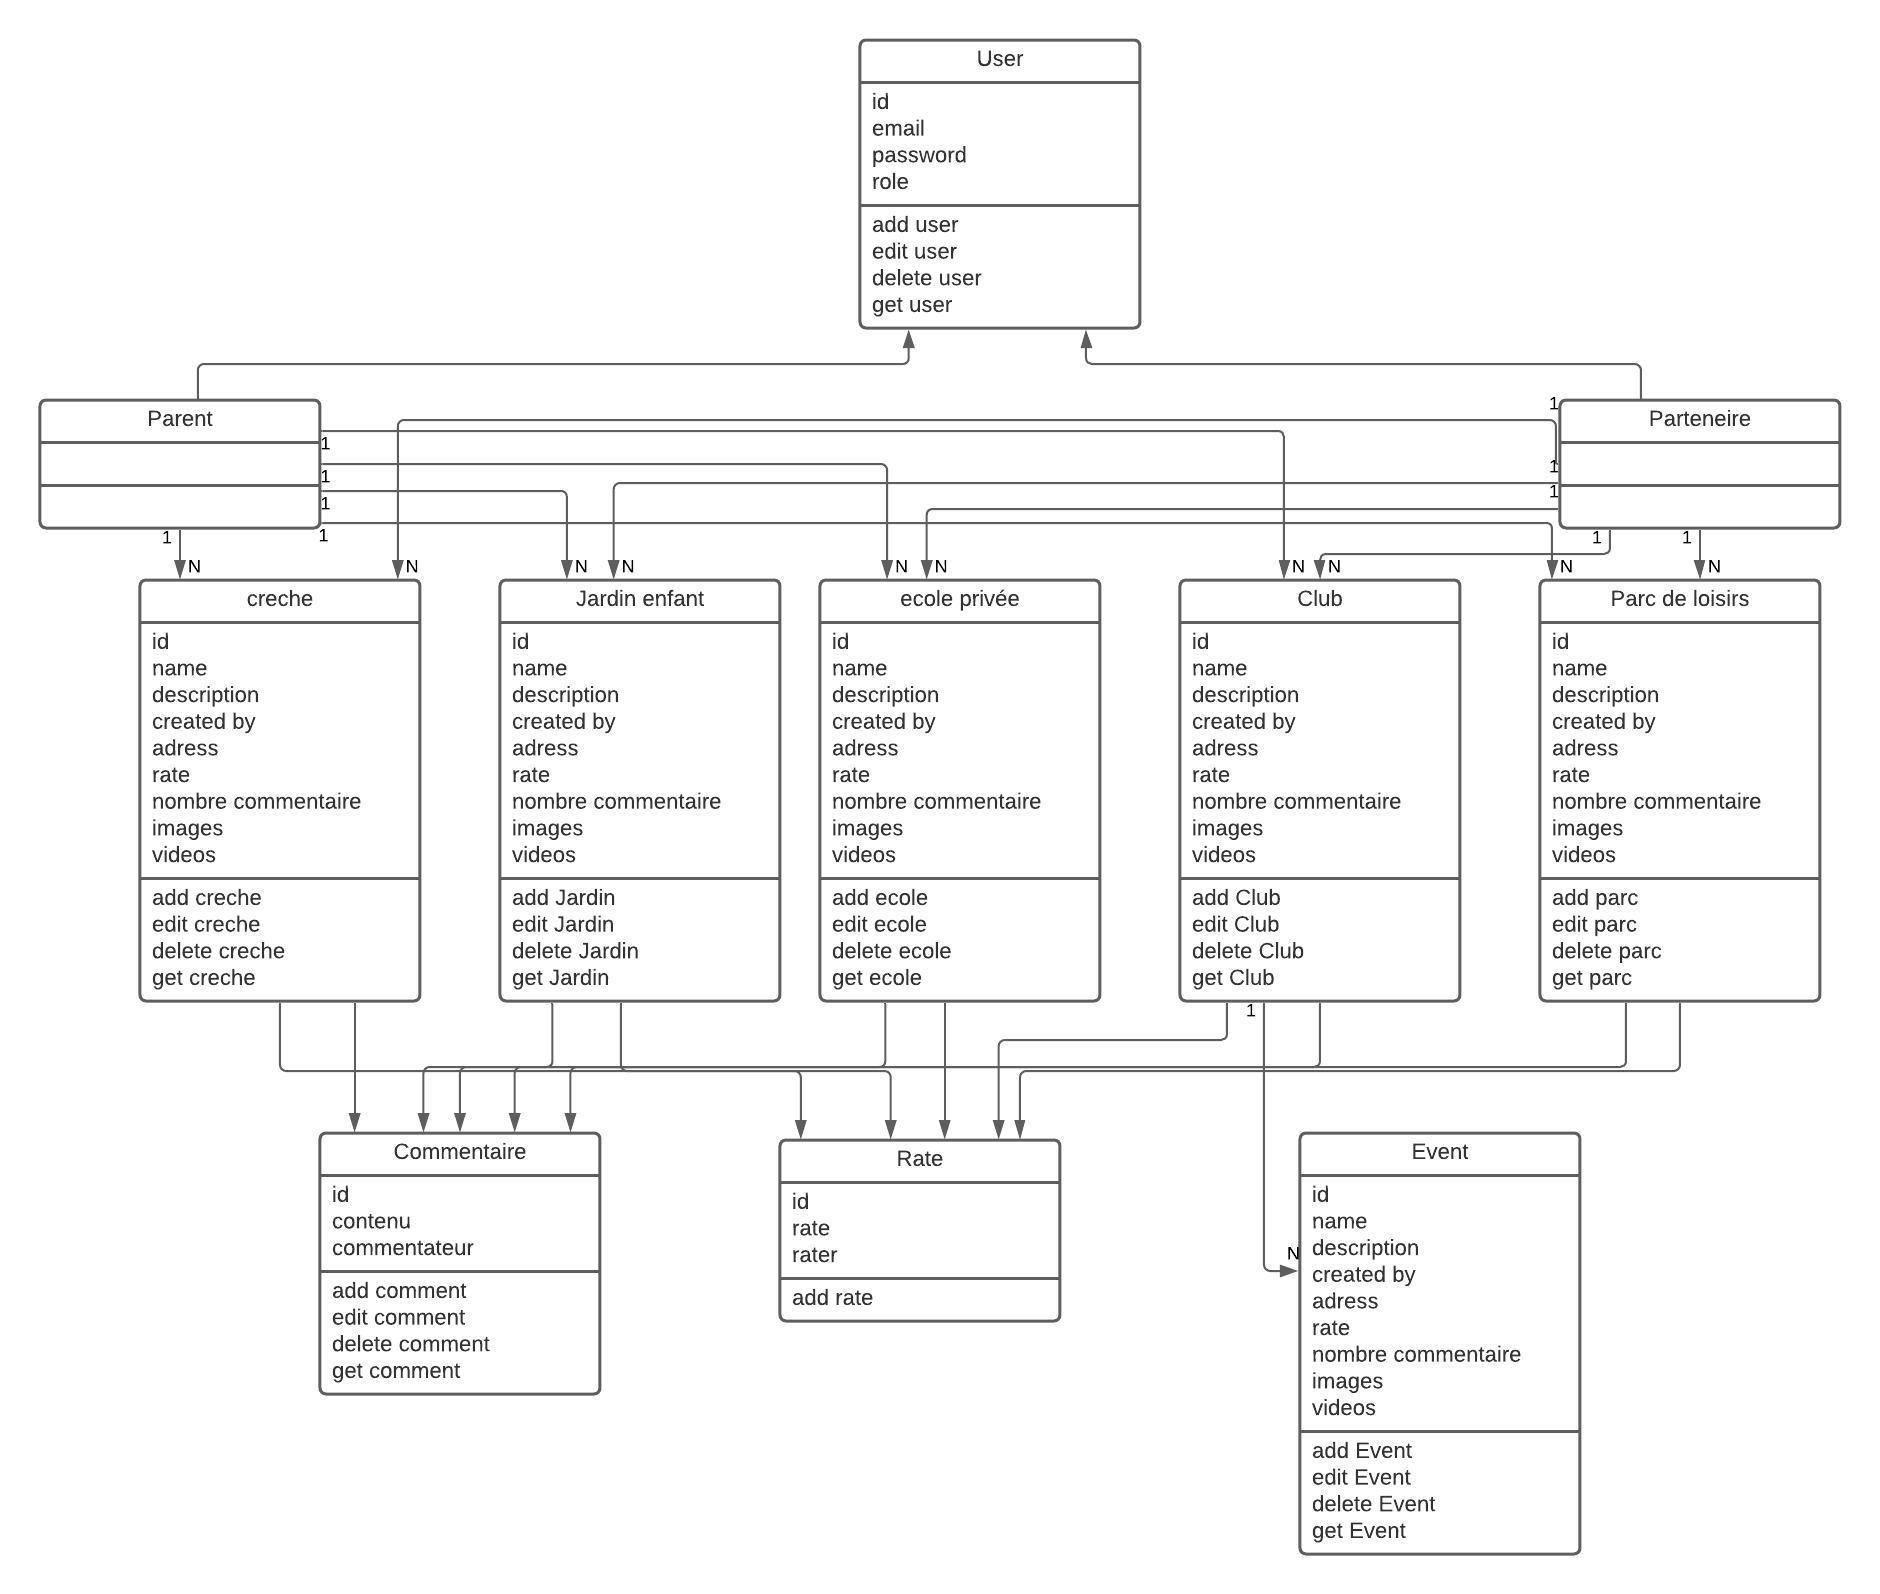 User
id
email
password
role
add user
edit user
delete user
get user
Parent
Parteneire
1
1
1
1
1
1
1
1
1
1
N
N
N
N
N
N
N
N
N
N
creche
id
name
description
created by
adress
rate
nombre commentaire
images
videos
add creche
edit creche
delete creche
get creche
Jardin enfant
id
name
description
created by
adress
rate
nombre commentaire
images
videos
add Jardin
edit Jardin
delete Jardin
get Jardin
ecole privée
id
name
description
created by
adress
rate
nombre commentaire
images
videos
add ecole
edit ecole
delete ecole
get ecole
Club
id
name
description
created by
adress
rate
nombre commentaire
images
videos
add Club
edit Club
delete Club
get Club
Parc de loisirs
id
name
description
created by
adress
rate
nombre commentaire
images
videos
add parc
edit parc
delete parc
get parc
1
N
Commentaire
id
contenu
commentateur
add comment
edit comment
delete comment
get comment
Rate
id
rate
rater
add rate
Event
id
name
description
created by
adress
rate
nombre commentaire
images
videos
add Event
edit Event
delete Event
get Event